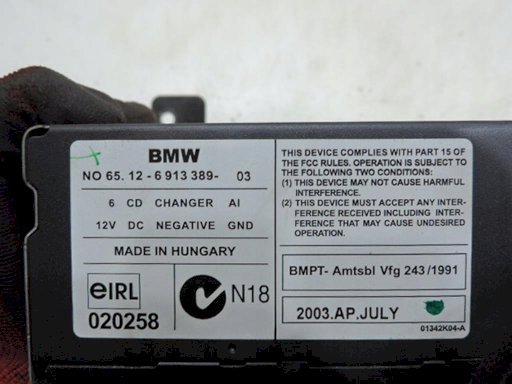 BMW
NO 65. 12 - 6 913 389- 03
6 CD CHANGER AI
12V DC NEGATIVE GND
MADE IN HUNGARY
eIRL
020258
N18
THIS DEVICE COMPLIES WITH PART 15 OF
THE FCC RULES. OPERATION IS SUBJECT TO
THE FOLLOWING TWO CONDITIONS:
(1) THIS DEVICE MAY NOT CAUSE HARMFUL
INTERFERENCE.
(2) THIS DEVICE MUST ACCEPT ANY INTER-
FERENCE RECEIVED INCLUDING INTER-
FERENCE THAT MAY CAUSE UNDESIRED
OPERATION.
BMPT- Amtsbl Vfg 243/1991
2003.AP.JULY
01342K04-A